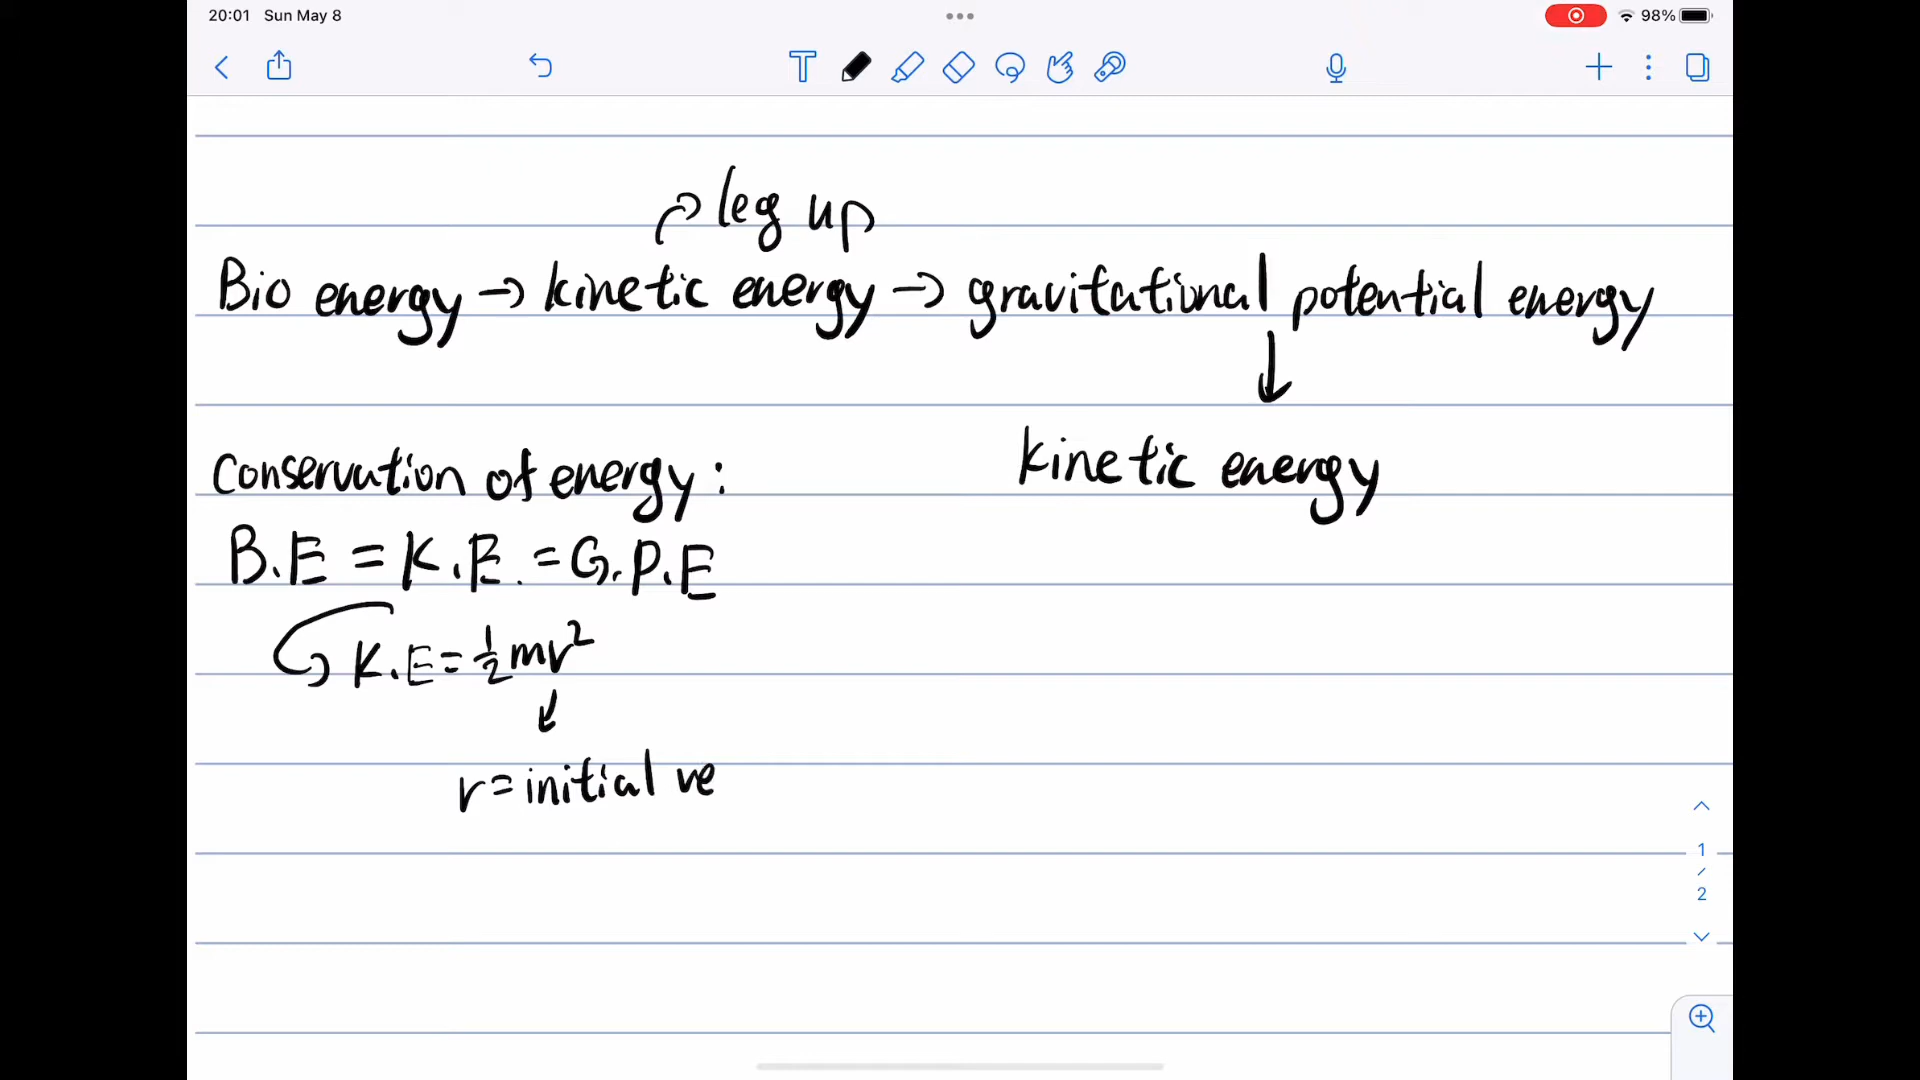 20:01 Sun May 8
98%
leg up
Bio energy → kinetic energy → gravitational potential energy
↓
Conservation of energy:
kinetic energy
B.E = K.E. = G.P.E
K.E = ½mv²
v = initial ve
1
/
2